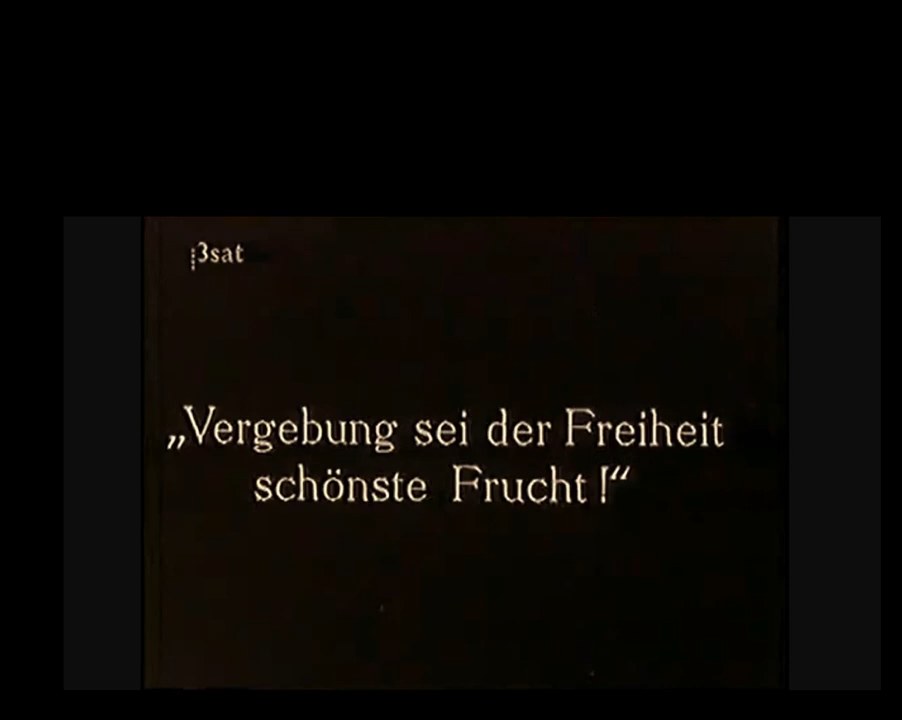 3sat
„Vergebung sei der Freiheit
schönste Frucht!“